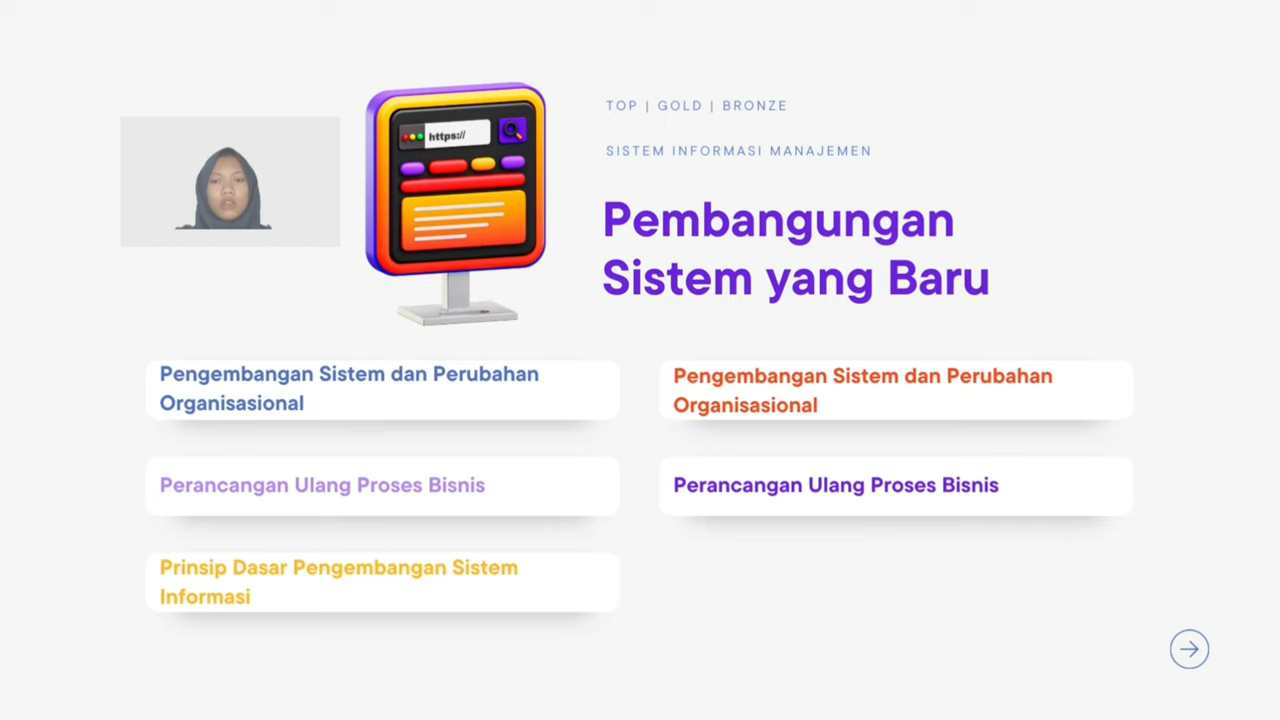 TOP | GOLD | BRONZE
SISTEM INFORMASI MANAJEMEN
https://
Pembangungan
Sistem yang Baru
Pengembangan Sistem dan Perubahan
Organisasional
Pengembangan Sistem dan Perubahan
Organisasional
Perancangan Ulang Proses Bisnis
Perancangan Ulang Proses Bisnis
Prinsip Dasar Pengembangan Sistem
Informasi